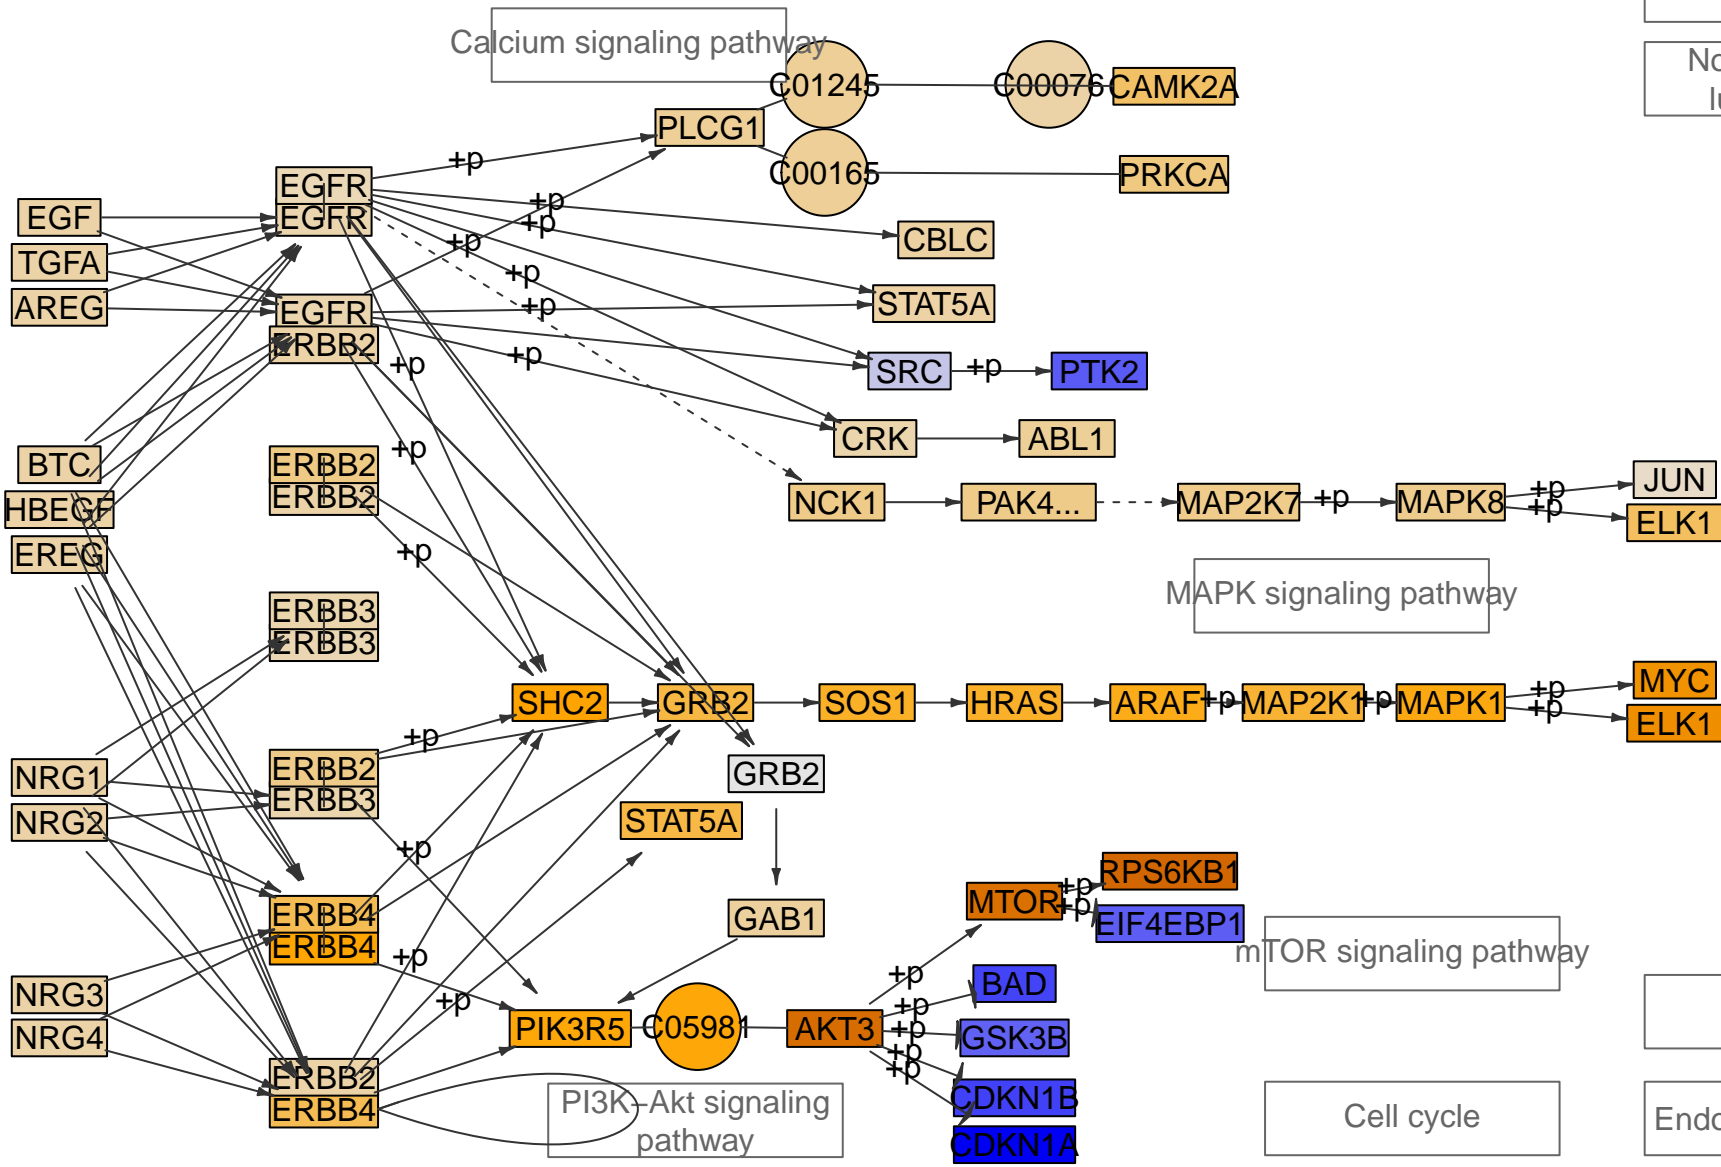 Calcium signaling pathway
C01245
C00076
CAMK2A
No
lu
PLCG1
C00165
PRKCA
+p
EGFR
EGFR
EGF
TGFA
AREG
+p
+p
+p
CBLC
+p
STAT5A
EGFR
ERBB2
+p
+p
+p
SRC
+p
PTK2
CRK
ABL1
BTC
HBEGF
EREG
ERBB2
ERBB2
+p
+p
NCK1
PAK4...
MAP2K7
+p
MAPK8
+p
+p
JUN
ELK1
MAPK signaling pathway
ERBB3
ERBB3
SHC2
GRB2
SOS1
HRAS
ARAF
+p
MAP2K1
+p
MAPK1
+p
+p
MYC
ELK1
NRG1
NRG2
ERBB2
ERBB3
+p
GRB2
STAT5A
+p
ERBB4
ERBB4
+p
GAB1
MTOR
+p
+p
RPS6KB1
EIF4EBP1
mTOR signaling pathway
NRG3
NRG4
+p
PIK3R5
C05981
AKT3
+p
+p
+p
+p
+p
BAD
GSK3B
CDKN1B
CDKN1A
ERBB2
ERBB4
PI3K–Akt signaling
pathway
Cell cycle
Endo